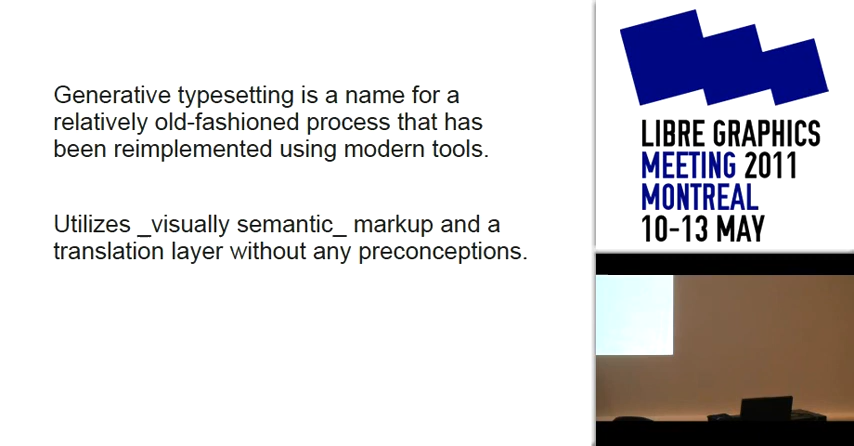 Generative typesetting is a name for a
relatively old-fashioned process that has
been reimplemented using modern tools.
Utilizes _visually semantic_ markup and a
translation layer without any preconceptions.
LIBRE GRAPHICS
MEETING 2011
MONTREAL
10-13 MAY